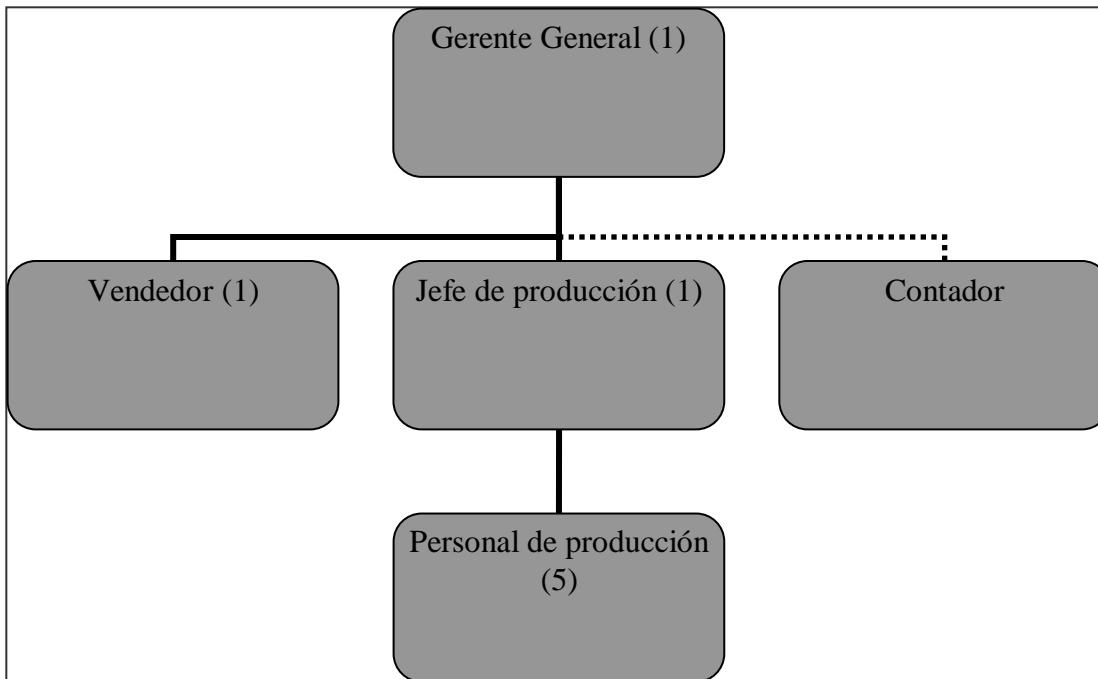 Gerente General (1)
Vendedor (1)
Jefe de producción (1)
Contador
Personal de producción
(5)